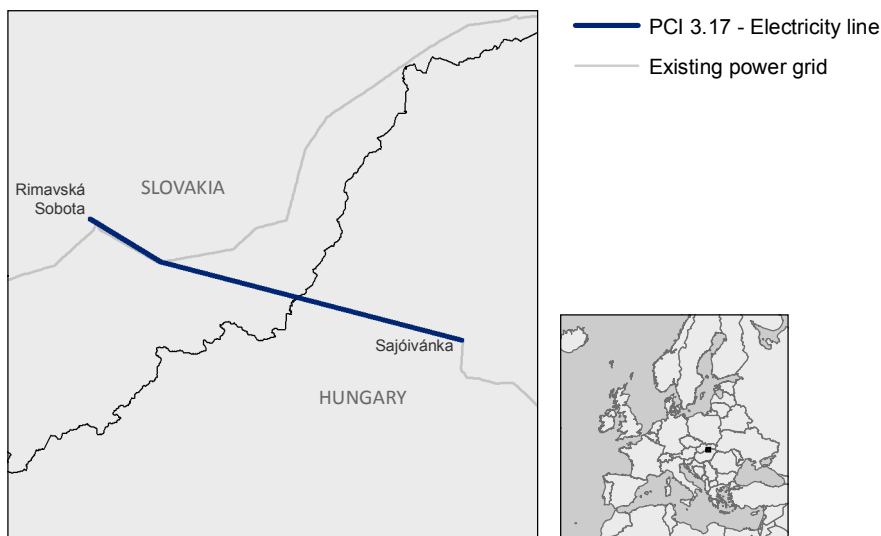 PCI 3.17 - Electricity line
Existing power grid
Rimavská
Sobota
SLOVAKIA
Sajóivánka
HUNGARY